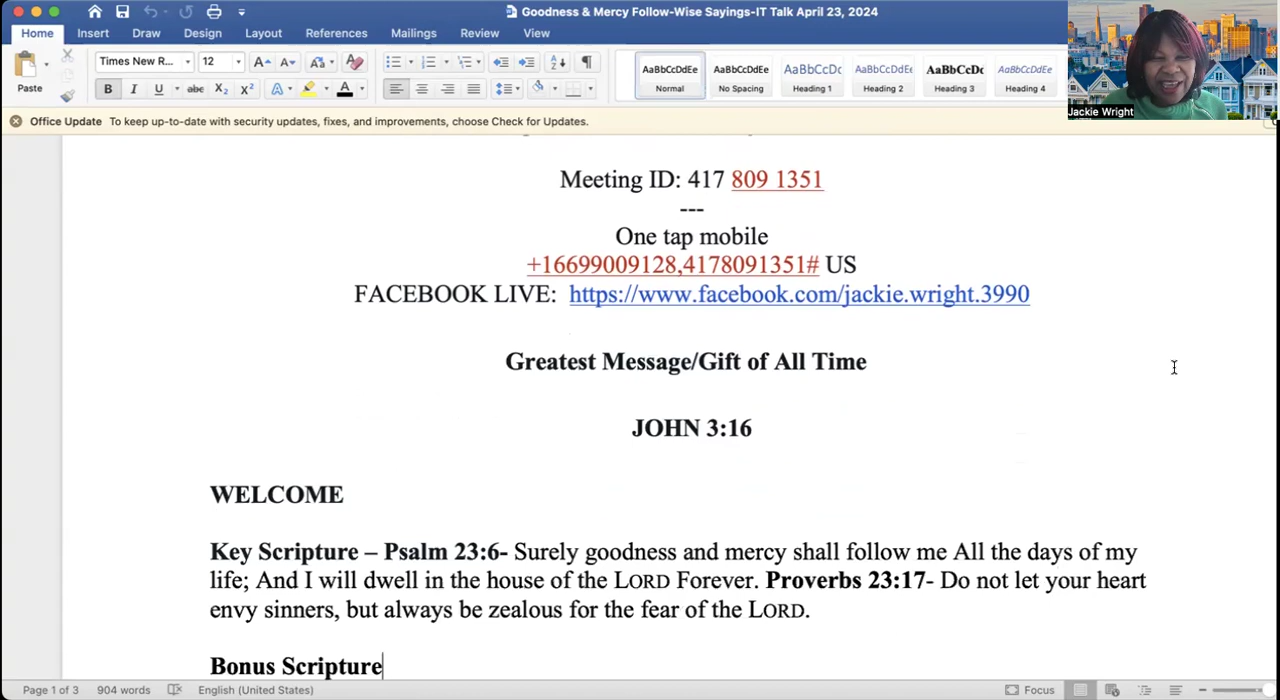 Goodness & Mercy Follow-Wise Sayings-IT Talk April 23, 2024
Home Insert Draw Design Layout References Mailings Review View
Paste
Times New R... 12
B I U abc X2 X2 A A
AaBbCcDdEe Normal
AaBbCcDdEe No Spacing
AaBbCcDc Heading 1
AaBbCcDdEe Heading 2
AaBbCcDc Heading 3
AaBbCcDdEe Heading 4
Jackie Wright
Office Update To keep up-to-date with security updates, fixes, and improvements, choose Check for Updates.
Meeting ID: 417 809 1351
---
One tap mobile
+16699009128,4178091351# US
FACEBOOK LIVE: https://www.facebook.com/jackie.wright.3990
Greatest Message/Gift of All Time
JOHN 3:16
WELCOME
Key Scripture – Psalm 23:6- Surely goodness and mercy shall follow me All the days of my
life; And I will dwell in the house of the LORD Forever. Proverbs 23:17- Do not let your heart
envy sinners, but always be zealous for the fear of the LORD.
Bonus Scripture
Page 1 of 3 904 words English (United States) Focus